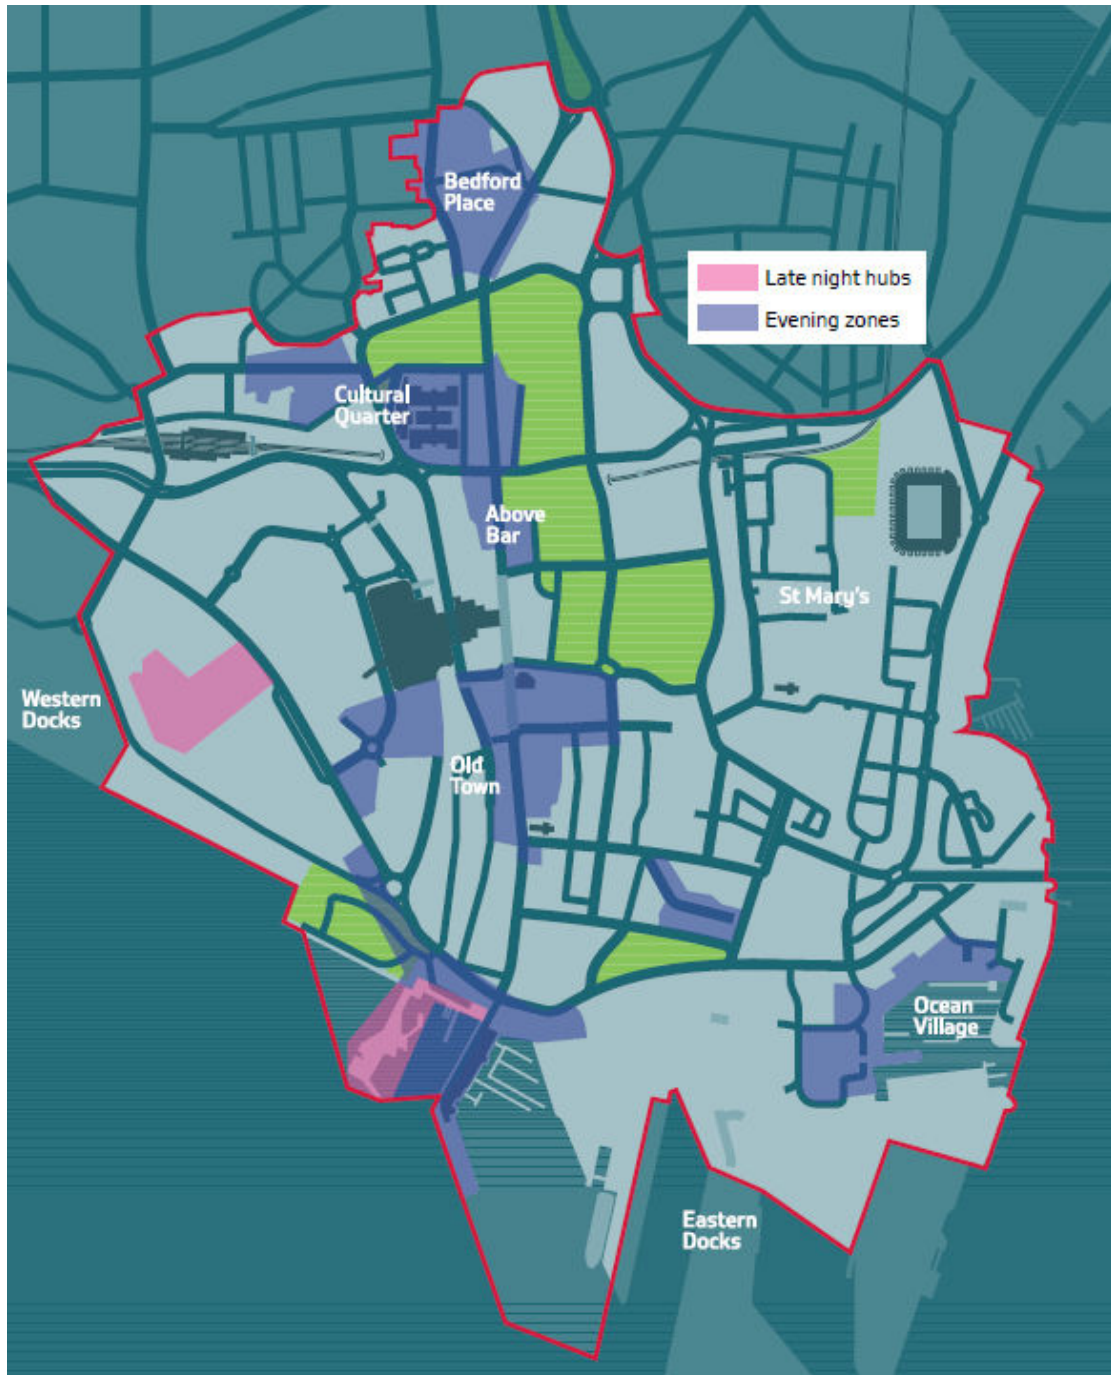 Bedford
Place
Late night hubs
Evening zones
Cultural
Quarter
Above
Bar
St Mary's
Western
Docks
Old
Town
Ocean
Village
Eastern
Docks